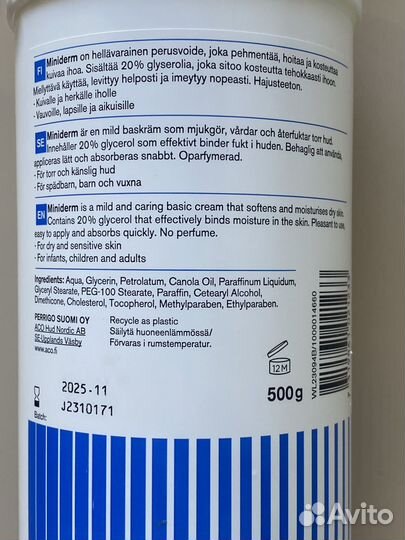 FI Miniderm on hellävarainen perusvoide, joka pehmentää, hoitaa ja kosteuttaa
kuivaa ihoa. Sisältää 20% glyserolia, joka sitoo kosteutta tehokkaasti ihoon.
Miellyttävä käyttää, levittyy helposti ja imeytyy nopeasti. Hajusteeton.
· Kuivalle ja herkälle iholle
· Vauvoille, lapsille ja aikuisille
SE Miniderm är en mild baskräm som mjukgör, vårdar och återfuktar torr hud.
Innehåller 20% glycerol som effektivt binder fukt i huden. Behaglig att använda,
appliceras lätt och absorberas snabbt. Oparfymerad.
· För torr och känslig hud
· För spädbarn, barn och vuxna
EN Miniderm is a mild and caring basic cream that softens and moisturises dry skin.
Contains 20% glycerol that effectively binds moisture in the skin. Pleasant to use,
easy to apply and absorbs quickly. No perfume.
· For dry and sensitive skin
· For infants, children and adults
Ingredients: Aqua, Glycerin, Petrolatum, Canola Oil, Paraffinum Liquidum,
Glyceryl Stearate, PEG-100 Stearate, Paraffin, Cetearyl Alcohol,
Dimethicone, Cholesterol, Tocopherol, Methylparaben, Ethylparaben.
PERRIGO SUOMI OY
ACO Hud Nordic AB
SE-Upplands Väsby
www.aco.fi
Recycle as plastic
Säilytä huoneenlämmössä/
Förvaras i rumstemperatur.
12 M
500g
WL23094B/1000014660
2025-11
J2310171
Batch:
Avito